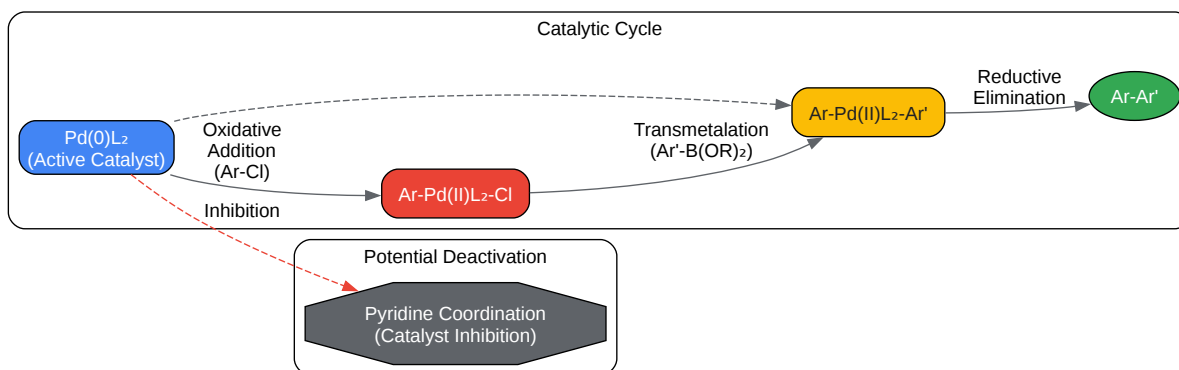 Catalytic Cycle
Pd(0)L₂
(Active Catalyst)
Oxidative
Addition
(Ar-Cl)
Ar-Pd(II)L₂-Cl
Transmetalation
(Ar'-B(OR)₂)
Ar-Pd(II)L₂-Ar'
Reductive
Elimination
Ar-Ar'
Inhibition
Potential Deactivation
Pyridine Coordination
(Catalyst Inhibition)